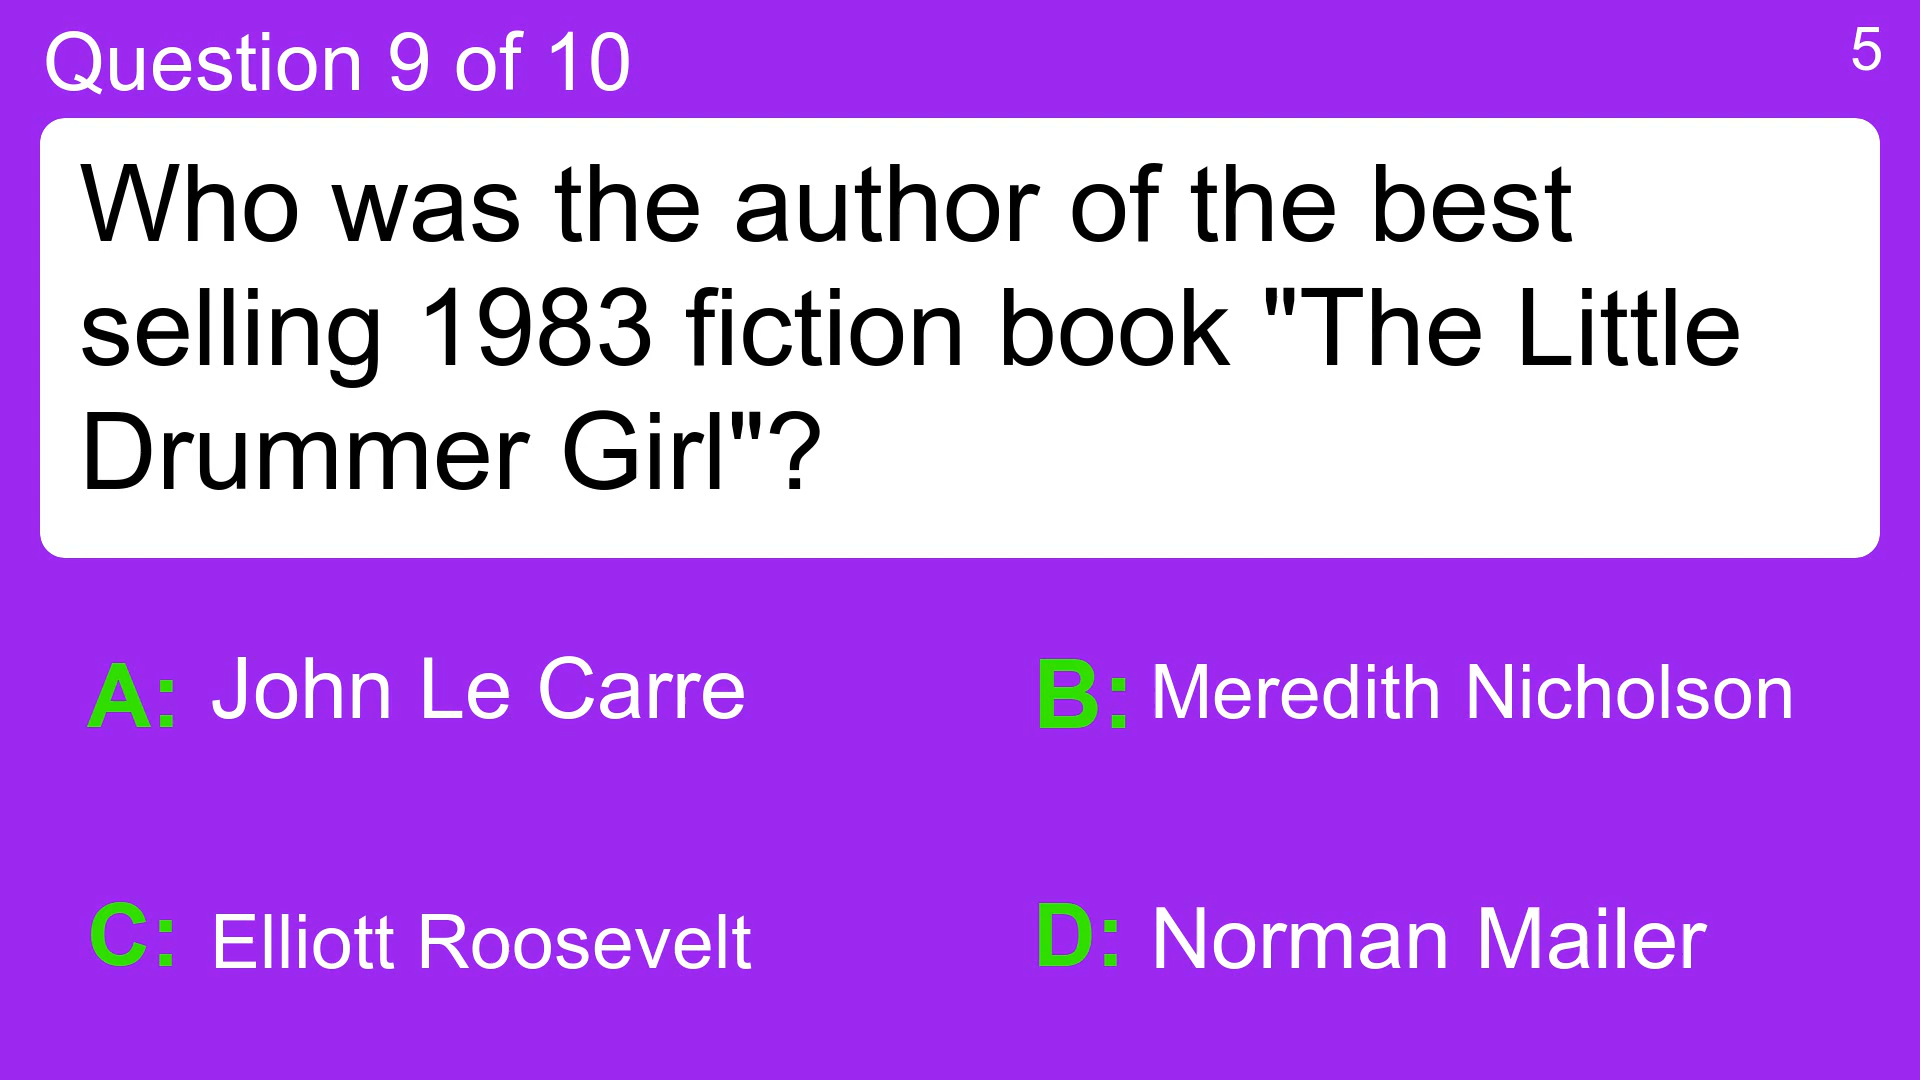 Question 9 of 10
5
Who was the author of the best
selling 1983 fiction book "The Little
Drummer Girl"?
A: John Le Carre
B: Meredith Nicholson
C: Elliott Roosevelt
D: Norman Mailer